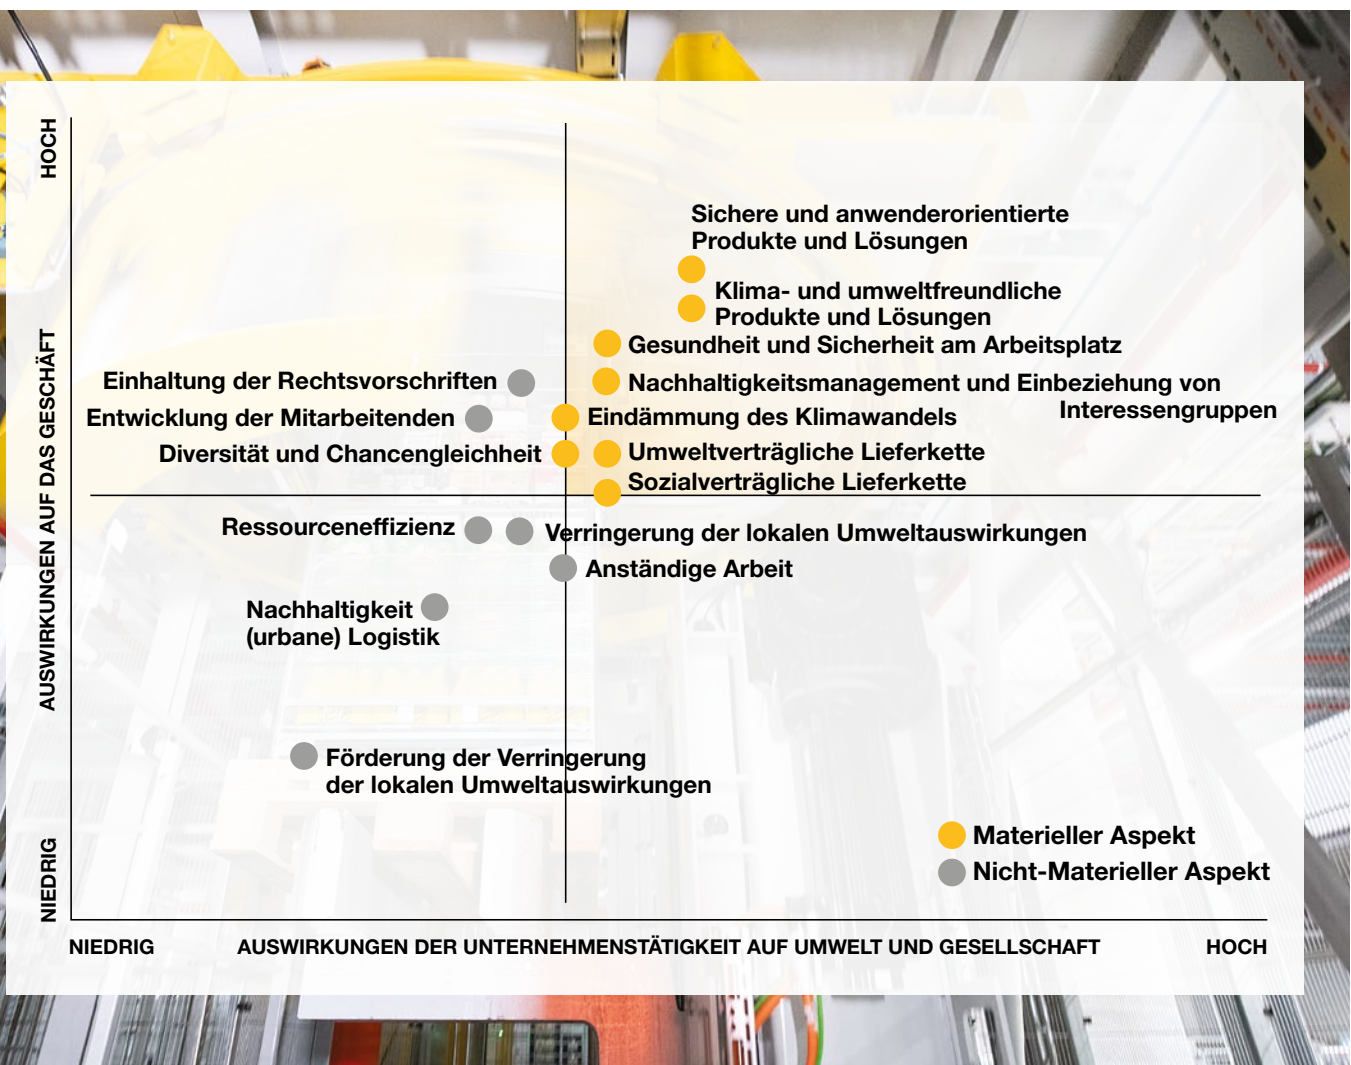 HOCH
Sichere und anwenderorientierte
Produkte und Lösungen
Klima- und umweltfreundliche
Produkte und Lösungen
Gesundheit und Sicherheit am Arbeitsplatz
Einhaltung der Rechtsvorschriften
Nachhaltigkeitsmanagement und Einbeziehung von
Interessengruppen
Entwicklung der Mitarbeitenden
Eindämmung des Klimawandels
Diversität und Chancengleichheit
Umweltverträgliche Lieferkette
Sozialverträgliche Lieferkette
AUSWIRKUNGEN AUF DAS GESCHÄFT
Ressourceneffizienz
Verringerung der lokalen Umweltauswirkungen
Anständige Arbeit
Nachhaltigkeit
(urbane) Logistik
Förderung der Verringerung
der lokalen Umweltauswirkungen
Materieller Aspekt
Nicht-Materieller Aspekt
NIEDRIG
NIEDRIG
AUSWIRKUNGEN DER UNTERNEHMENSTÄTIGKEIT AUF UMWELT UND GESELLSCHAFT
HOCH